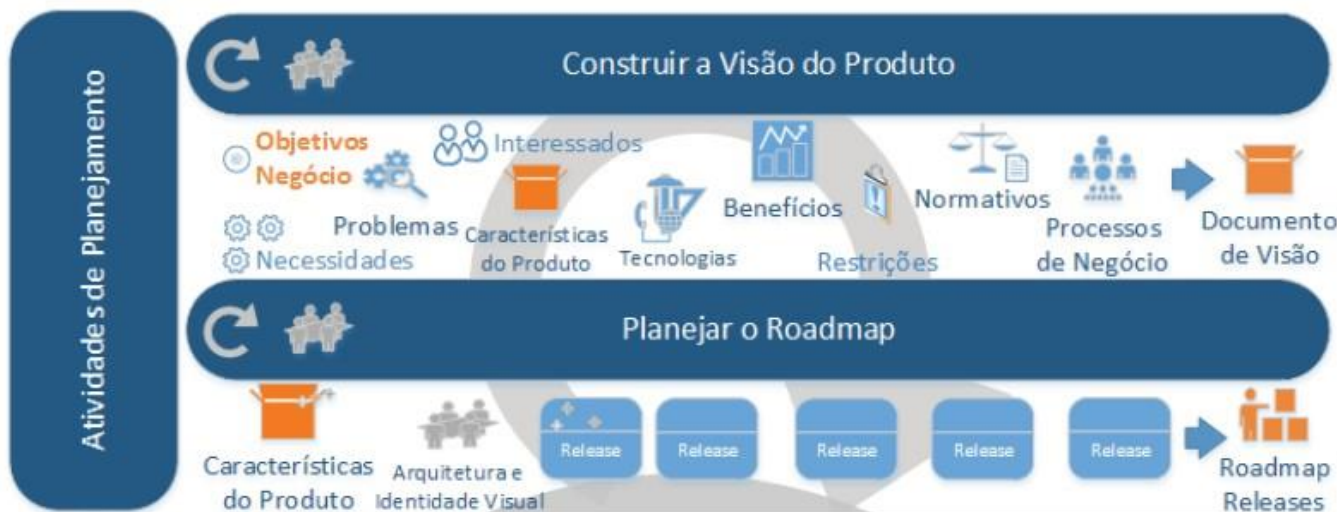 Atividades de Planejamento
Construir a Visão do Produto
Objetivos
Negócio
Necessidades
Problemas
Interessados
Características
do Produto
Tecnologias
Benefícios
Restrições
Normativos
Processos
de Negócio
Documento
de Visão
Planejar o Roadmap
Características
do Produto
Arquitetura e
Identidade Visual
Release
Release
Release
Release
Release
Roadmap
Releases